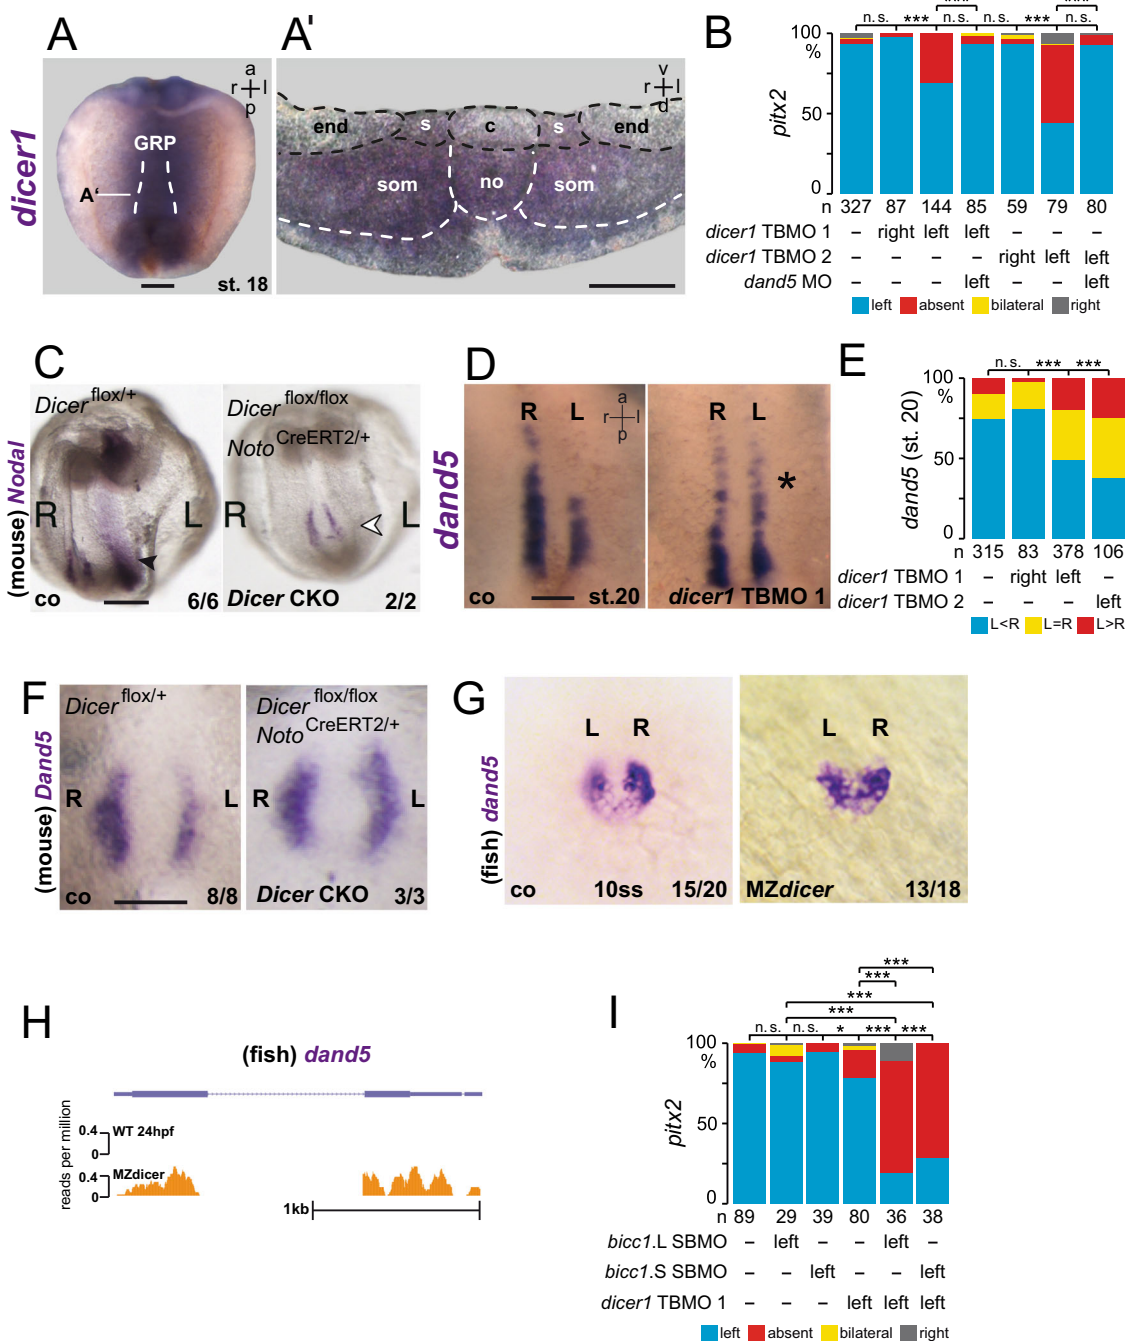 A
A'
B
dicer1
a
r l
p
GRP
A'
st. 18
v
r l
d
end s c s end
som no som
n. s. *** n. s. n. s. *** n. s.
100
%
50
0
pitx2
n 327 87 144 85 59 79 80
dicer1 TBMO 1 – right left left – – –
dicer1 TBMO 2 – – – – right left left
dand5 MO – – – left – – left
left absent bilateral right
C
(mouse) Nodal
Dicer flox/+
R L
co 6/6
Dicer flox/flox
Noto CreERT2/+
R L
Dicer CKO 2/2
D
dand5
R L
a
r l
p
co st.20
R L
*
dicer1 TBMO 1
E
n. s. *** ***
100
%
50
0
dand5 (st. 20)
n 315 83 378 106
dicer1 TBMO 1 – right left –
dicer1 TBMO 2 – – – left
L<R L=R L>R
F
(mouse) Dand5
Dicer flox/+
R L
co 8/8
Dicer flox/flox
Noto CreERT2/+
R L
Dicer CKO 3/3
G
(fish) dand5
L R
co 10ss 15/20
L R
MZdicer 13/18
H
(fish) dand5
reads per million
0.4 WT 24hpf
0
0.4 MZdicer
0
1kb
I
***
***
***
***
n. s. n. s. * *** ***
100
%
50
0
pitx2
n 89 29 39 80 36 38
bicc1.L SBMO – left – – left –
bicc1.S SBMO – – left – – left
dicer1 TBMO 1 – – – left left left
left absent bilateral right